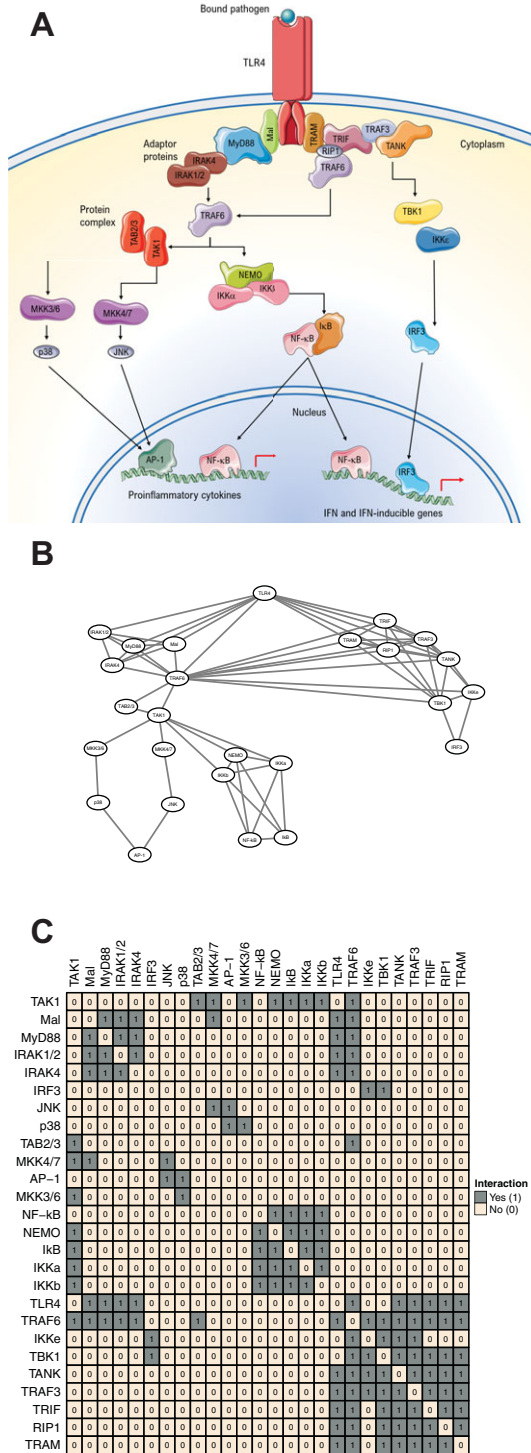 A
Bound pathogen
TLR4
Mal
TRAM
TRIF
TRAF3
MyD88
RIP1
TANK
Cytoplasm
Adaptor
proteins
IRAK4
IRAK1/2
TRAF6
TRAF6
TBK1
Protein
complex
TAB2/3
TAK1
IKKε
NEMO
IKKα
IKKδ
MKK3/6
MKK4/7
IκB
NF-κB
IRF3
p38
JNK
Nucleus
AP-1
NF-κB
NF-κB
IRF3
Proinflammatory cytokines
IFN and IFN-inducible genes
B
TLR4
IRAK1/2
MyD88
Mal
IRAK4
TRIF
TRAM
TRAF3
RIP1
TANK
TRAF6
IKKe
TBK1
TAB2/3
TAK1
IRF3
MKK3/6
MKK4/7
NEMO
IKKa
IKKb
p38
JNK
NF-kB
IkB
AP-1
C
TAK1 Mal MyD88 IRAK1/2 IRAK4 IRF3 JNK p38 TAB2/3 MKK4/7 AP−1 MKK3/6 NF−kB NEMO IkB IKKa IKKb TLR4 TRAF6 IKKe TBK1 TANK TRAF3 TRIF RIP1 TRAM
TAK1 0 0 0 0 0 0 0 0 1 1 0 1 0 1 1 1 1 0 1 0 0 0 0 0 0 0
Mal 0 0 1 1 1 0 0 0 0 1 0 0 0 0 0 0 0 1 1 0 0 0 0 0 0 0
MyD88 0 1 0 1 1 0 0 0 0 0 0 0 0 0 0 0 0 1 1 0 0 0 0 0 0 0
IRAK1/2 0 1 1 0 1 0 0 0 0 0 0 0 0 0 0 0 0 1 1 0 0 0 0 0 0 0
IRAK4 0 1 1 1 0 0 0 0 0 0 0 0 0 0 0 0 0 1 1 0 0 0 0 0 0 0
IRF3 0 0 0 0 0 0 0 0 0 0 0 0 0 0 0 0 0 0 0 1 1 0 0 0 0 0
JNK 0 0 0 0 0 0 0 0 0 1 1 0 0 0 0 0 0 0 0 0 0 0 0 0 0 0
p38 0 0 0 0 0 0 0 0 0 0 1 1 0 0 0 0 0 0 0 0 0 0 0 0 0 0
TAB2/3 1 0 0 0 0 0 0 0 0 0 0 0 0 0 0 0 0 0 1 0 0 0 0 0 0 0
MKK4/7 1 1 0 0 0 0 1 0 0 0 0 0 0 0 0 0 0 0 0 0 0 0 0 0 0 0
AP−1 0 0 0 0 0 0 1 1 0 0 0 0 0 0 0 0 0 0 0 0 0 0 0 0 0 0
MKK3/6 1 0 0 0 0 0 0 1 0 0 0 0 0 0 0 0 0 0 0 0 0 0 0 0 0 0
NF−kB 0 0 0 0 0 0 0 0 0 0 0 0 0 1 1 1 1 0 0 0 0 0 0 0 0 0
NEMO 1 0 0 0 0 0 0 0 0 0 0 0 1 0 1 1 1 0 0 0 0 0 0 0 0 0
IkB 1 0 0 0 0 0 0 0 0 0 0 0 1 1 0 1 1 0 0 0 0 0 0 0 0 0
IKKa 1 0 0 0 0 0 0 0 0 0 0 0 1 1 1 0 1 0 0 0 0 0 0 0 0 0
IKKb 1 0 0 0 0 0 0 0 0 0 0 0 1 1 1 1 0 0 0 0 0 0 0 0 0 0
TLR4 0 1 1 1 1 0 0 0 0 0 0 0 0 0 0 0 0 0 1 0 0 1 1 1 1 1
TRAF6 1 1 1 1 1 0 0 0 1 0 0 0 0 0 0 0 0 1 0 1 1 1 1 1 1 1
IKKe 0 0 0 0 0 1 0 0 0 0 0 0 0 0 0 0 0 0 1 0 1 1 1 0 0 0
TBK1 0 0 0 0 0 1 0 0 0 0 0 0 0 0 0 0 0 0 1 1 0 1 1 1 1 1
TANK 0 0 0 0 0 0 0 0 0 0 0 0 0 0 0 0 0 1 1 1 1 0 1 1 1 1
TRAF3 0 0 0 0 0 0 0 0 0 0 0 0 0 0 0 0 0 1 1 1 1 1 0 1 1 1
TRIF 0 0 0 0 0 0 0 0 0 0 0 0 0 0 0 0 0 1 1 0 1 1 1 0 1 1
RIP1 0 0 0 0 0 0 0 0 0 0 0 0 0 0 0 0 0 1 1 0 1 1 1 1 0 1
TRAM 0 0 0 0 0 0 0 0 0 0 0 0 0 0 0 0 0 1 1 0 1 1 1 1 1 0
Interaction
Yes (1)
No (0)